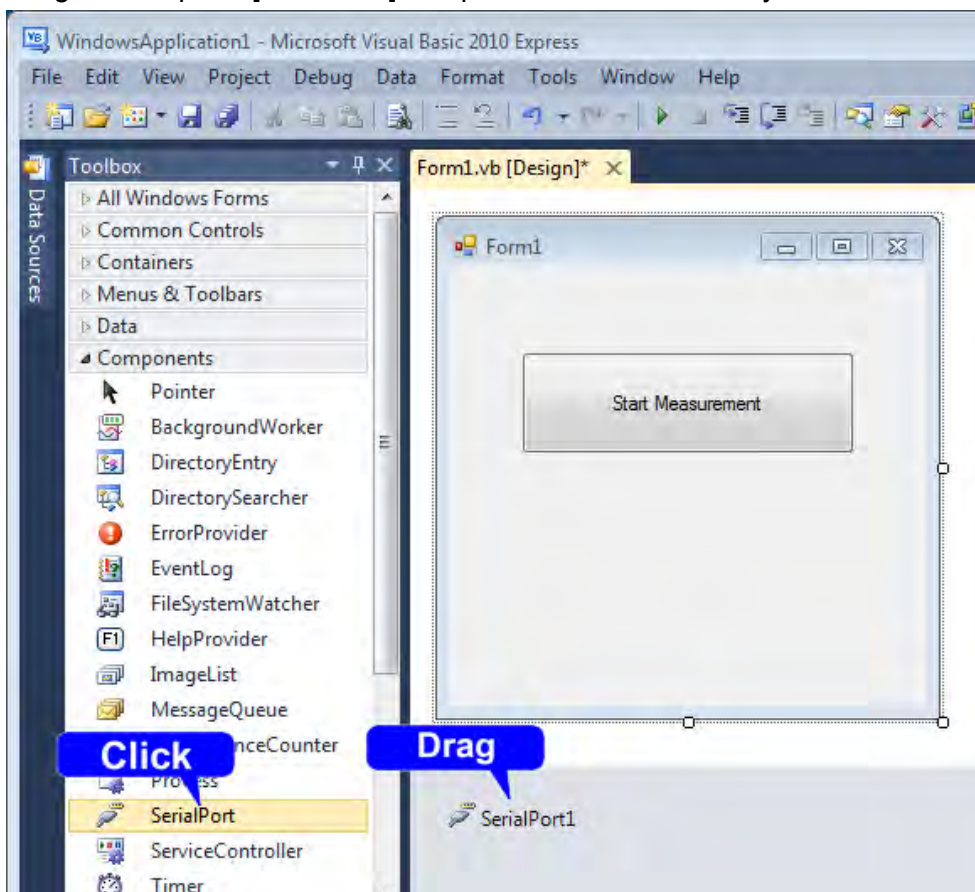 WindowsApplication1 - Microsoft Visual Basic 2010 Express
File Edit View Project Debug Data Format Tools Window Help
Data Sources
Toolbox
Form1.vb [Design]*
All Windows Forms
Common Controls
Containers
Menus & Toolbars
Data
Components
Pointer
BackgroundWorker
DirectoryEntry
DirectorySearcher
ErrorProvider
EventLog
FileSystemWatcher
HelpProvider
ImageList
MessageQueue
nceCounter
Process
SerialPort
ServiceController
Timer
Form1
Start Measurement
Click
Drag
SerialPort1